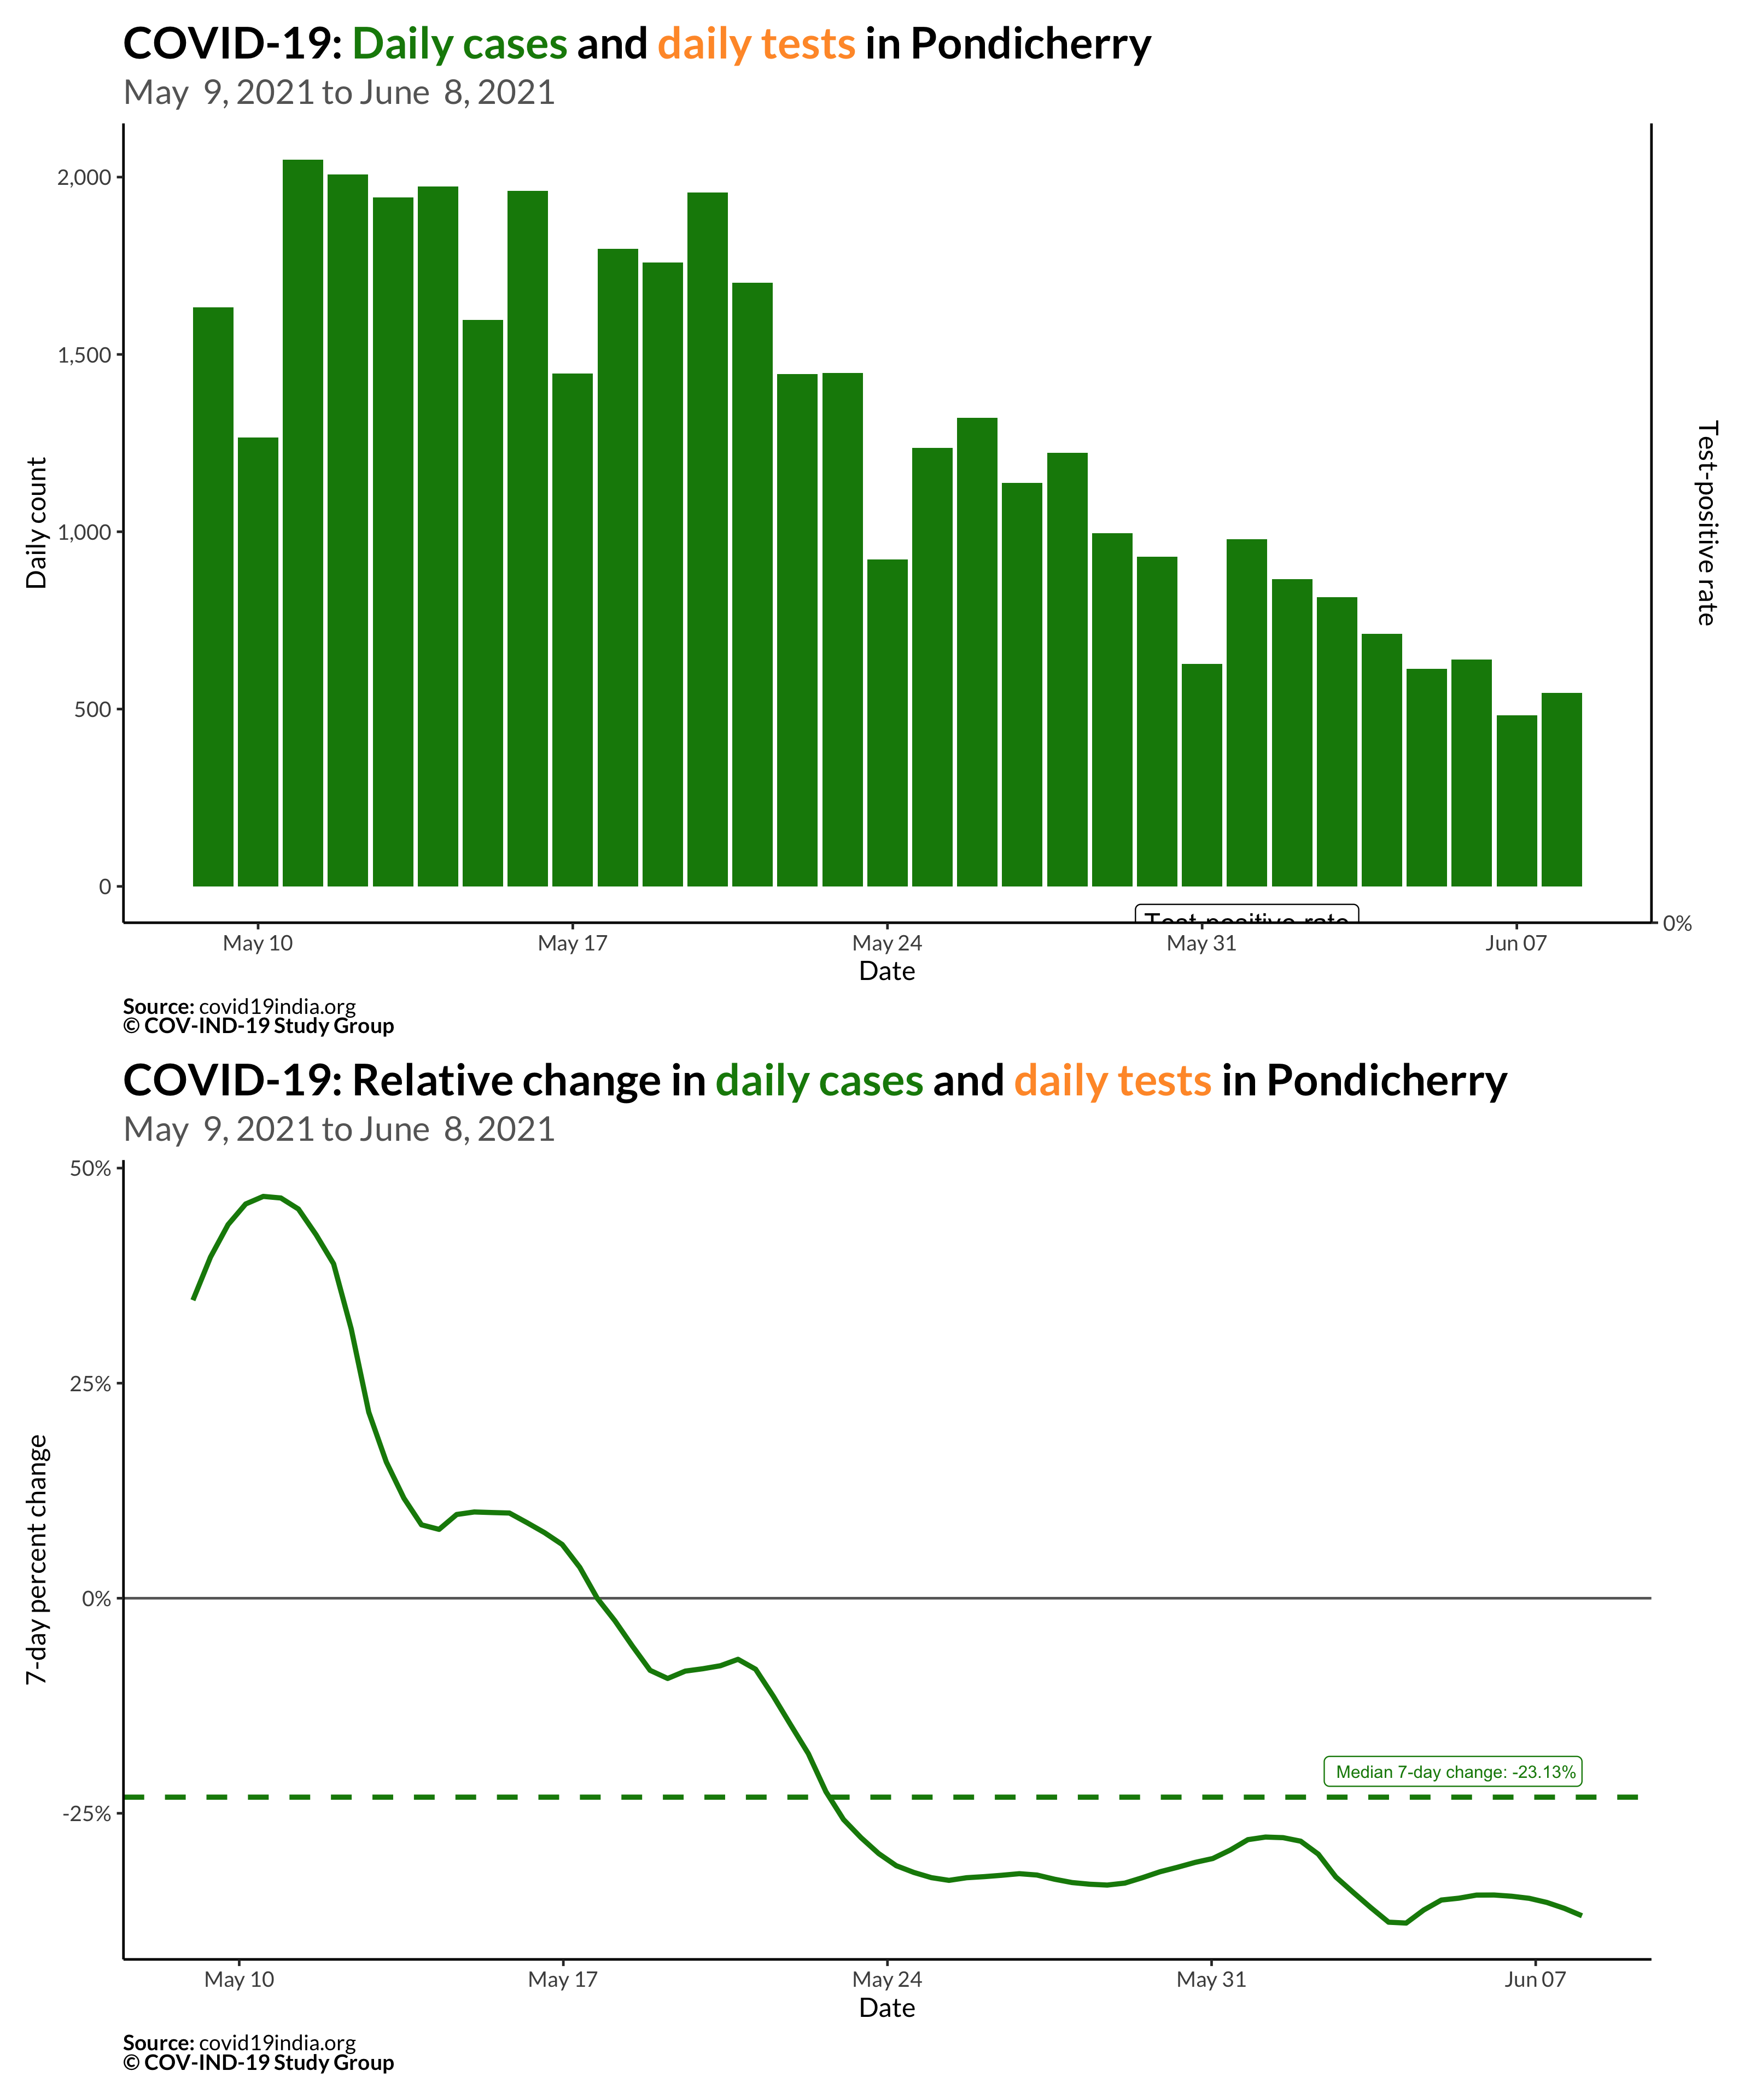 COVID-19: Daily cases and daily tests in Pondicherry
May 9, 2021 to June 8, 2021
2,000
1,500
1,000
500
0
Daily count
Test-positive rate
Test-positive rate
0%
May 10
May 17
May 24
May 31
Jun 07
Date
Source: covid19india.org
© COV-IND-19 Study Group
COVID-19: Relative change in daily cases and daily tests in Pondicherry
May 9, 2021 to June 8, 2021
50%
25%
0%
-25%
7-day percent change
Median 7-day change: -23.13%
May 10
May 17
May 24
May 31
Jun 07
Date
Source: covid19india.org
© COV-IND-19 Study Group